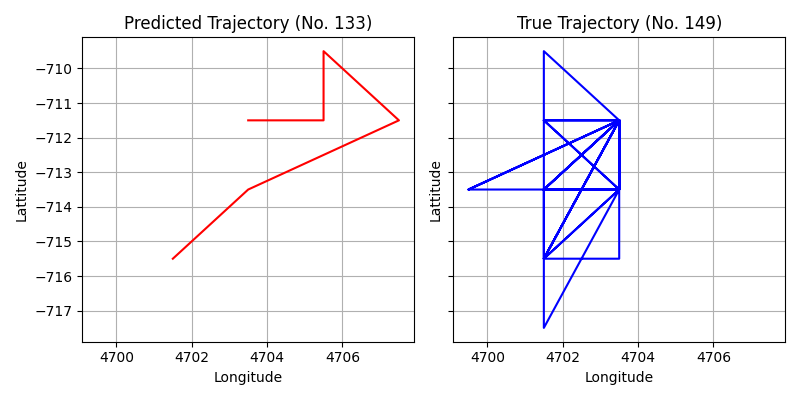 Predicted Trajectory (No. 133)
True Trajectory (No. 149)
Lattitude
−710
−711
−712
−713
−714
−715
−716
−717
4700 4702 4704 4706
Longitude
Lattitude
4700 4702 4704 4706
Longitude